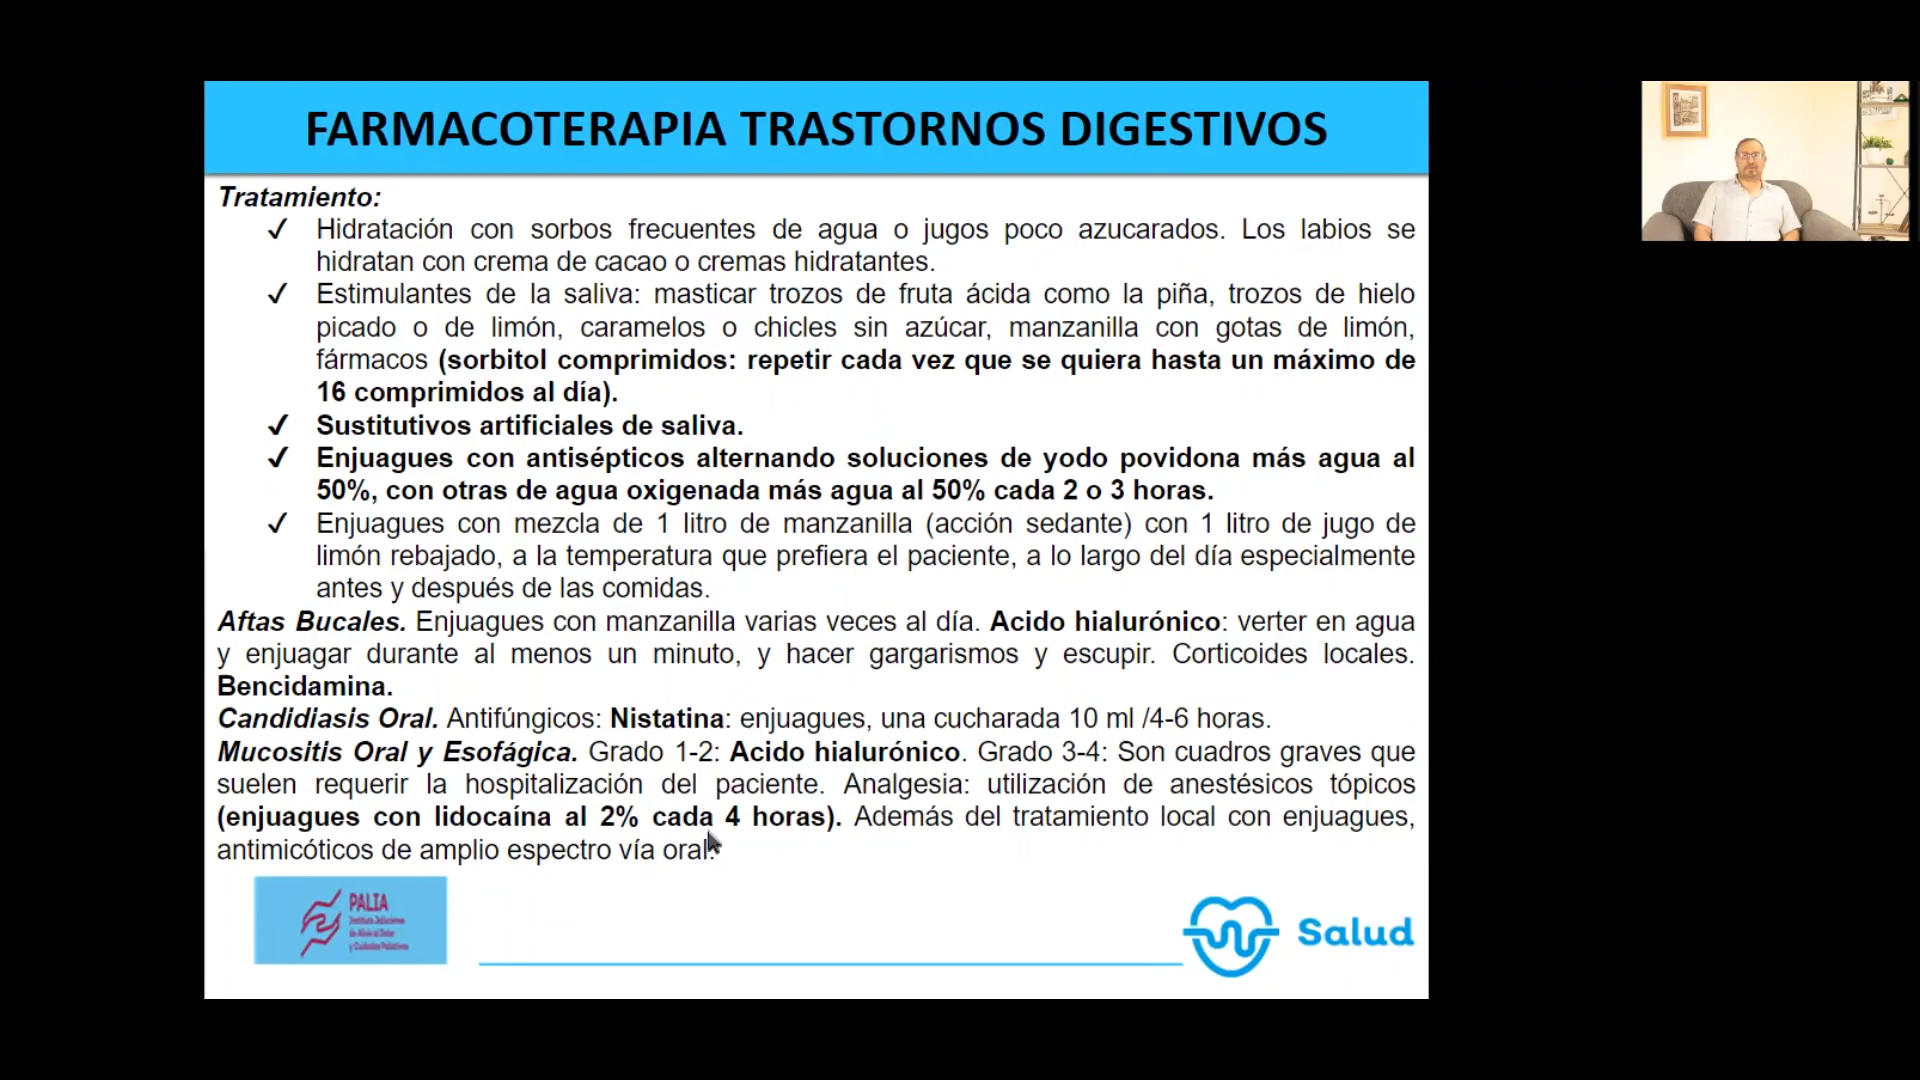 FARMACOTERAPIA TRASTORNOS DIGESTIVOS
Tratamiento:
✓ Hidratación con sorbos frecuentes de agua o jugos poco azucarados. Los labios se
hidratan con crema de cacao o cremas hidratantes.
✓ Estimulantes de la saliva: masticar trozos de fruta ácida como la piña, trozos de hielo
picado o de limón, caramelos o chicles sin azúcar, manzanilla con gotas de limón,
fármacos (sorbitol comprimidos: repetir cada vez que se quiera hasta un máximo de
16 comprimidos al día).
✓ Sustitutivos artificiales de saliva.
✓ Enjuagues con antisépticos alternando soluciones de yodo povidona más agua al
50%, con otras de agua oxigenada más agua al 50% cada 2 o 3 horas.
✓ Enjuagues con mezcla de 1 litro de manzanilla (acción sedante) con 1 litro de jugo de
limón rebajado, a la temperatura que prefiera el paciente, a lo largo del día especialmente
antes y después de las comidas.
Aftas Bucales. Enjuagues con manzanilla varias veces al día. Acido hialurónico: verter en agua
y enjuagar durante al menos un minuto, y hacer gargarismos y escupir. Corticoides locales.
Bencidamina.
Candidiasis Oral. Antifúngicos: Nistatina: enjuagues, una cucharada 10 ml /4-6 horas.
Mucositis Oral y Esofágica. Grado 1-2: Acido hialurónico. Grado 3-4: Son cuadros graves que
suelen requerir la hospitalización del paciente. Analgesia: utilización de anestésicos tópicos
(enjuagues con lidocaína al 2% cada 4 horas). Además del tratamiento local con enjuagues,
antimicóticos de amplio espectro vía oral.
PALIA
Instituto Jalisciense
de Alivio al Dolor
y Cuidados Paliativos
Salud